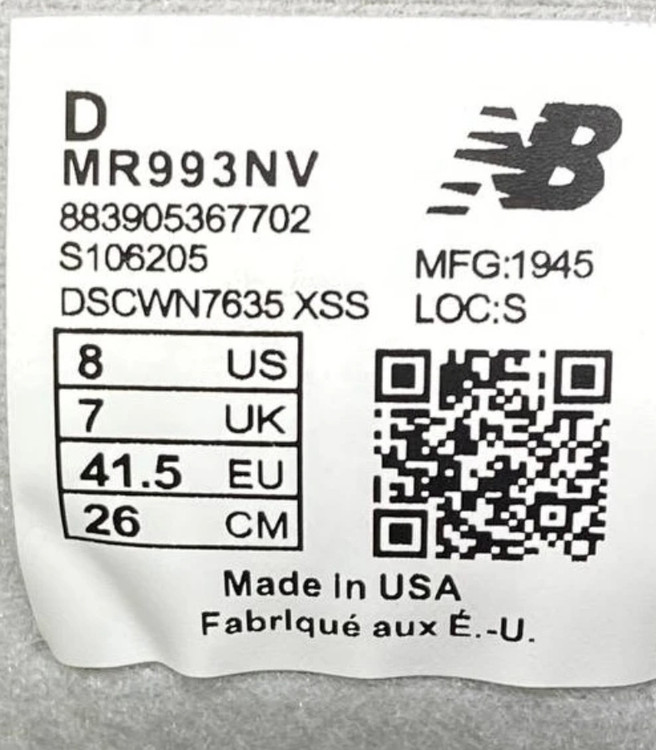 D
MR993NV
883905367702
S106205
DSCWN7635 XSS
NB
MFG:1945
LOC:S
8 US
7 UK
41.5 EU
26 CM
Made in USA
Fabriqué aux É.-U.